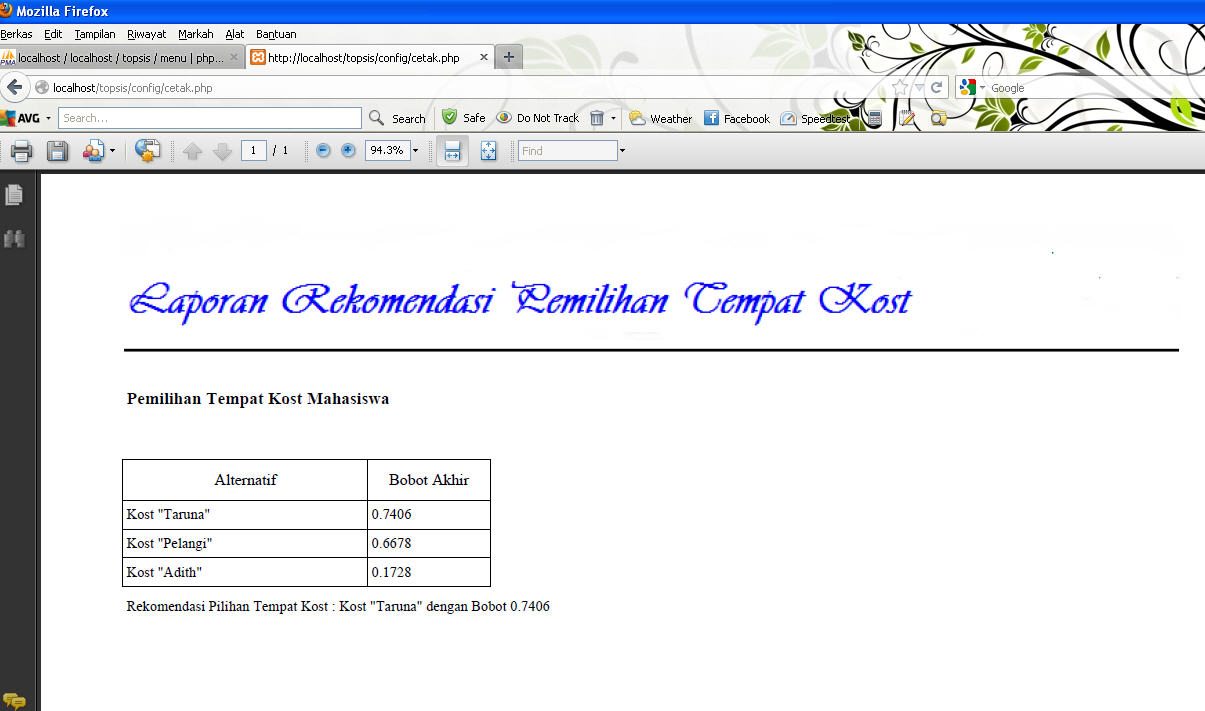 Mozilla Firefox
Berkas Edit Tampilan Riwayat Markah Alat Bantuan
PMA localhost / localhost / topsis / menu | php... × http://localhost/topsis/config/cetak.php × +
localhost/topsis/config/cetak.php Google
AVG Search... Search Safe Do Not Track Weather Facebook Speedtest
1 / 1 94.3% Find
Laporan Rekomendasi Pemilihan Tempat Kost
Pemilihan Tempat Kost Mahasiswa
Alternatif Bobot Akhir
Kost "Taruna" 0.7406
Kost "Pelangi" 0.6678
Kost "Adith" 0.1728
Rekomendasi Pilihan Tempat Kost : Kost "Taruna" dengan Bobot 0.7406